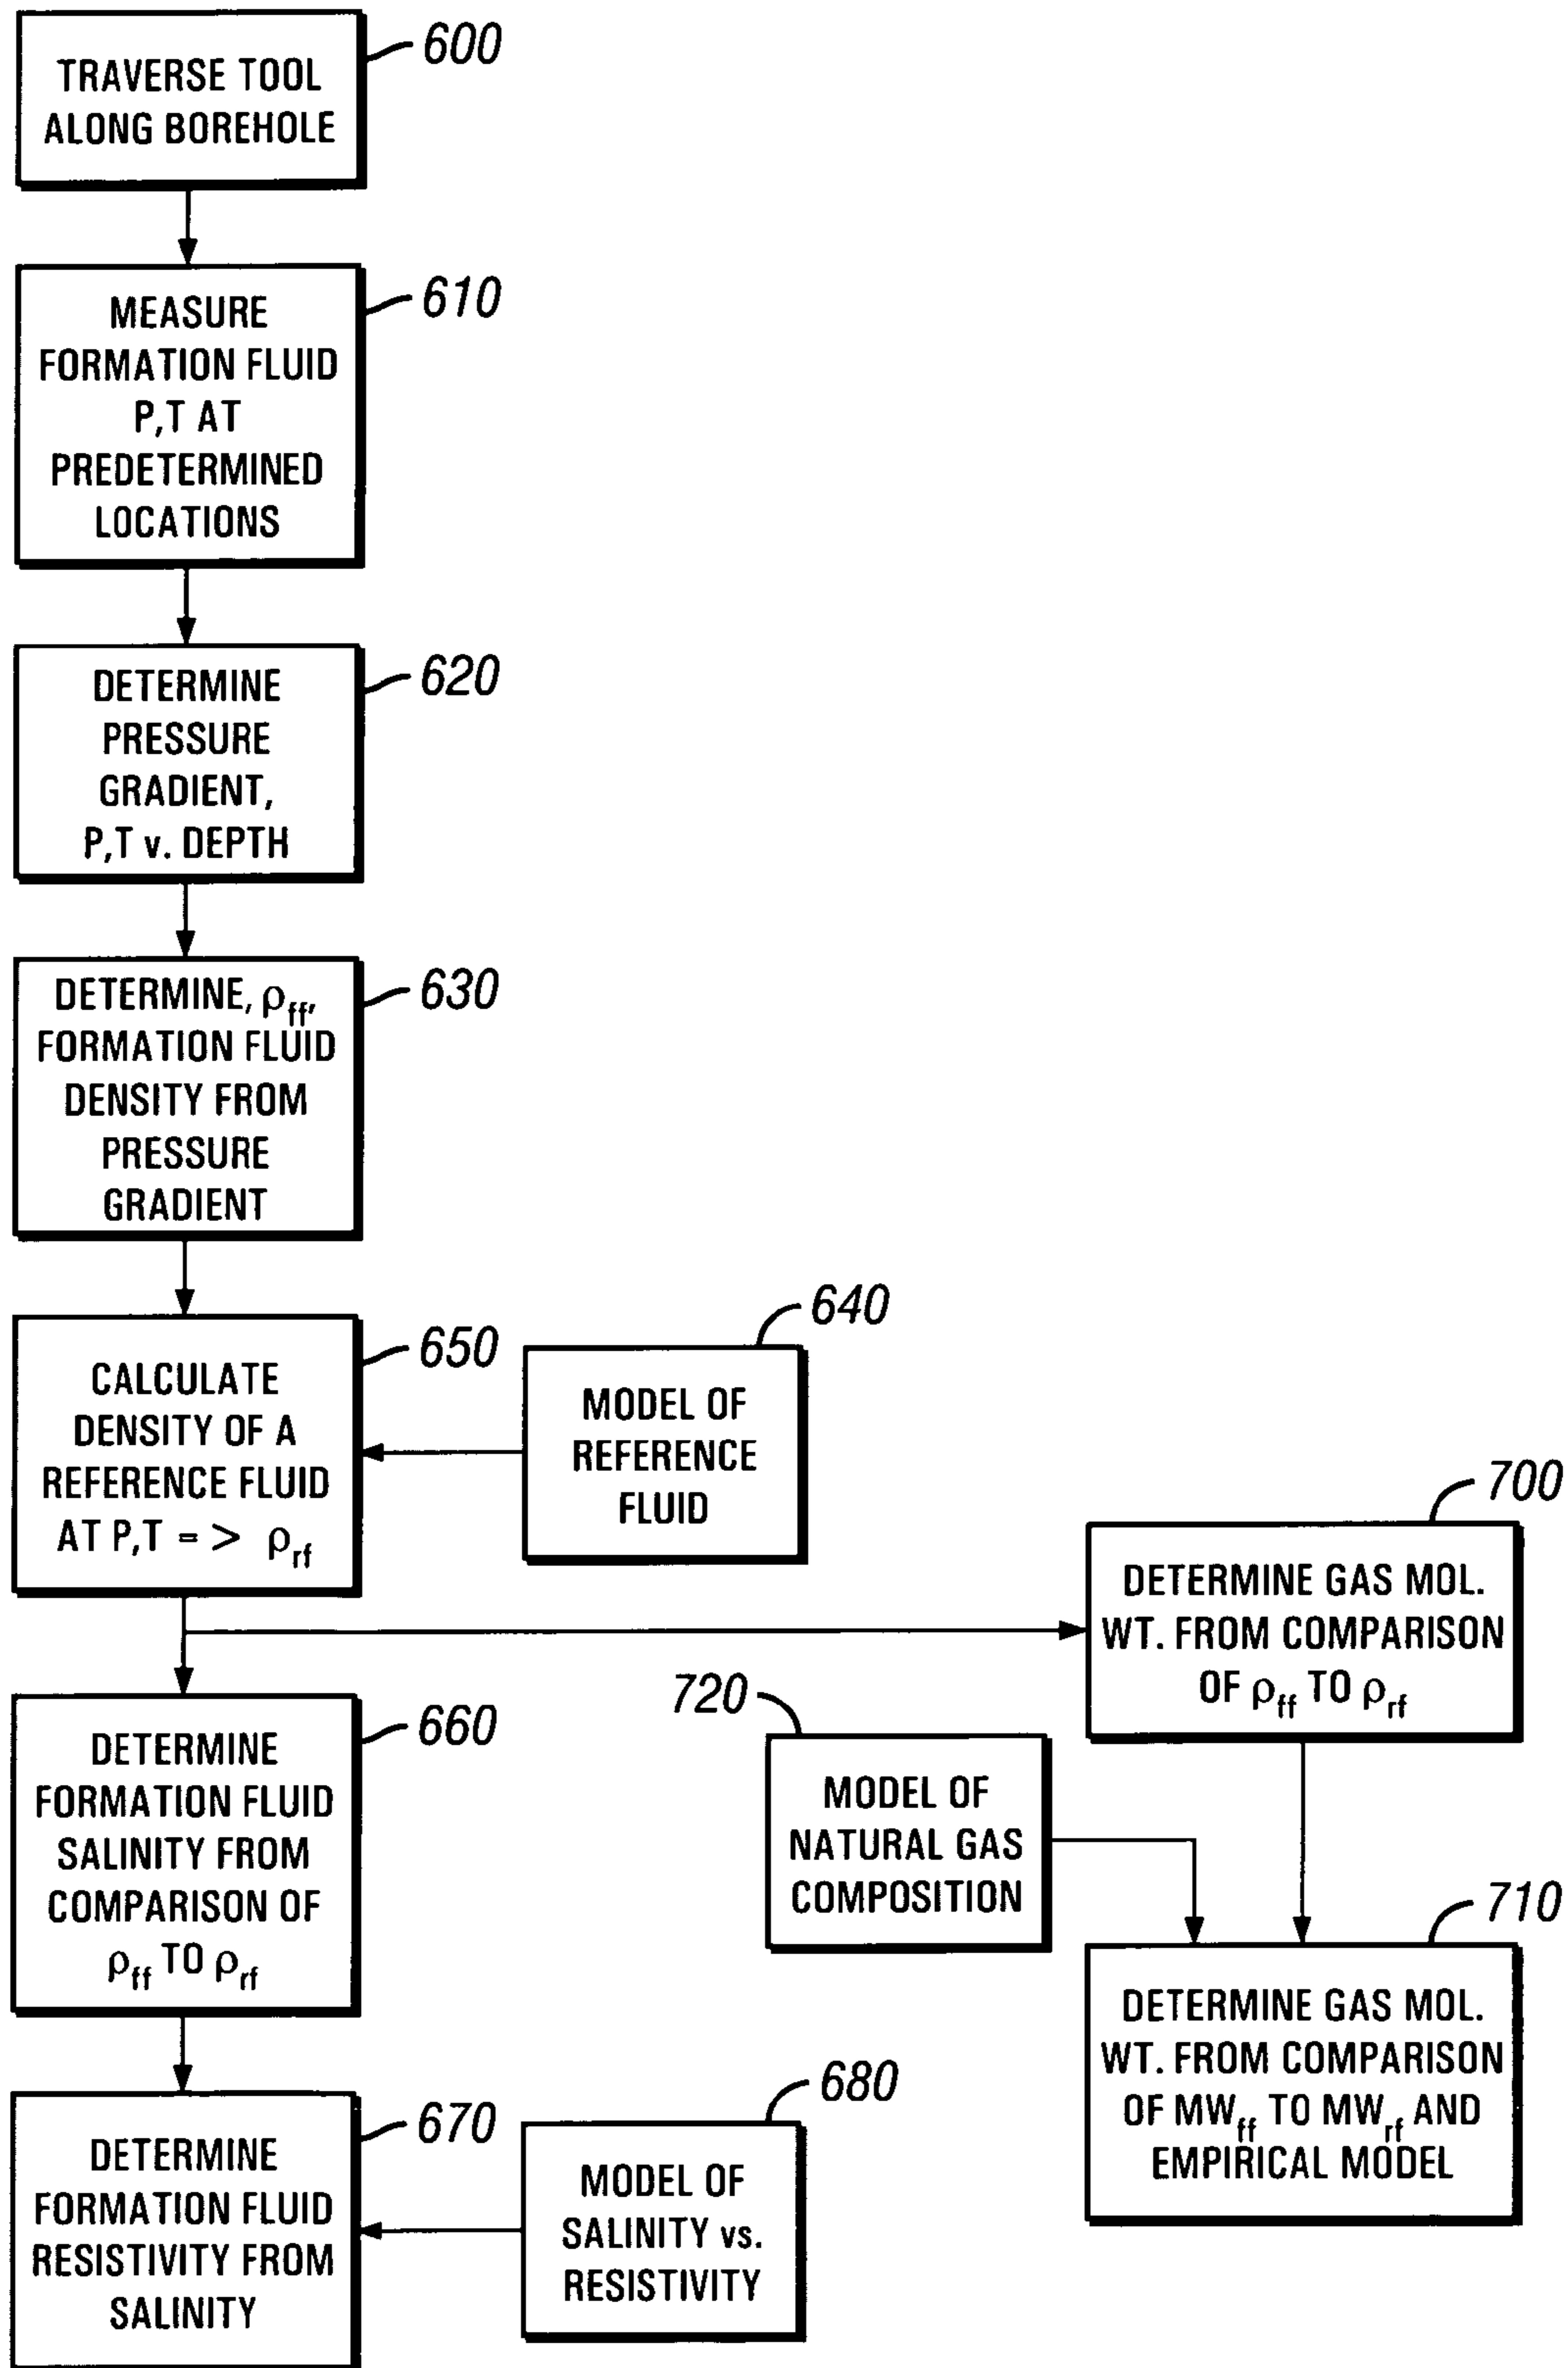 TRAVERSE TOOL
ALONG BOREHOLE
600
MEASURE
FORMATION FLUID
P,T AT
PREDETERMINED
LOCATIONS
610
DETERMINE
PRESSURE
GRADIENT,
P,T v. DEPTH
620
DETERMINE, ρff,
FORMATION FLUID
DENSITY FROM
PRESSURE
GRADIENT
630
CALCULATE
DENSITY OF A
REFERENCE FLUID
AT P,T = > ρrf
650
MODEL OF
REFERENCE
FLUID
640
DETERMINE
FORMATION FLUID
SALINITY FROM
COMPARISON OF
ρff TO ρrf
660
DETERMINE
FORMATION FLUID
RESISTIVITY FROM
SALINITY
670
MODEL OF
SALINITY vs.
RESISTIVITY
680
DETERMINE GAS MOL.
WT. FROM COMPARISON
OF ρff TO ρrf
700
MODEL OF
NATURAL GAS
COMPOSITION
720
DETERMINE GAS MOL.
WT. FROM COMPARISON
OF MWff TO MWrf AND
EMPIRICAL MODEL
710